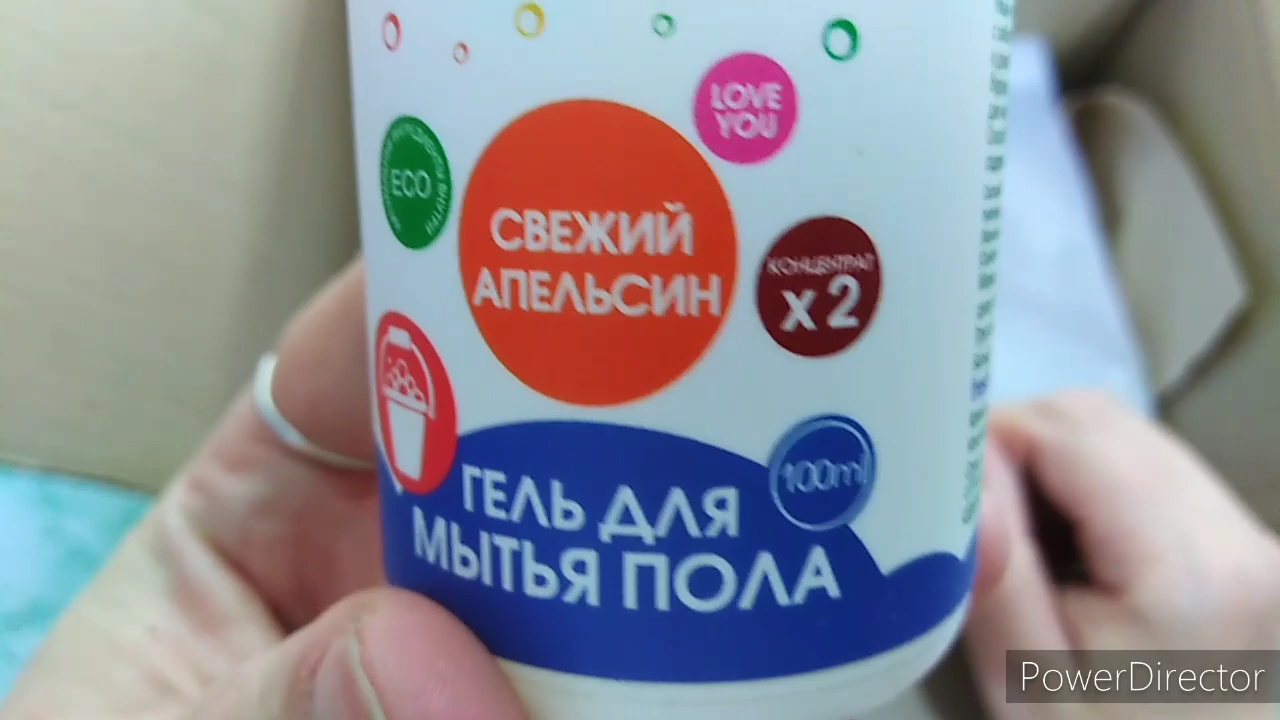 LOVE
YOU
ECO
СВЕЖИЙ
АПЕЛЬСИН
КОНЦЕНТРАТ
x2
100ml
ГЕЛЬ ДЛЯ
МЫТЬЯ ПОЛА
PowerDirector